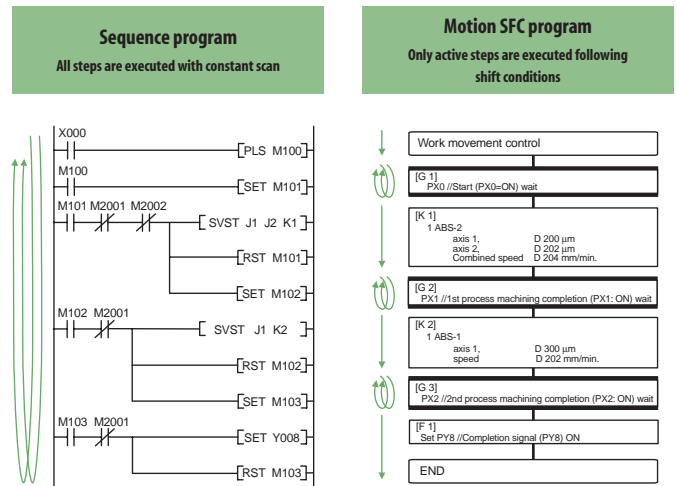 Sequence program
All steps are executed with constant scan
X000
PLS M100
M100
SET M101
M101 M2001 M2002
SVST J1 J2 K1
RST M101
SET M102
M102 M2001
SVST J1 K2
RST M102
SET M103
M103 M2001
SET Y008
RST M103
Motion SFC program
Only active steps are executed following
shift conditions
Work movement control
[G 1]
PX0 //Start (PX0=ON) wait
[K 1]
1 ABS-2
axis 1, D 200 µm
axis 2, D 202 µm
Combined speed D 204 mm/min.
[G 2]
PX1 //1st process machining completion (PX1: ON) wait
[K 2]
1 ABS-1
axis 1, D 300 µm
speed D 202 mm/min.
[G 3]
PX2 //2nd process machining completion (PX2: ON) wait
[F 1]
Set PY8 //Completion signal (PY8) ON
END